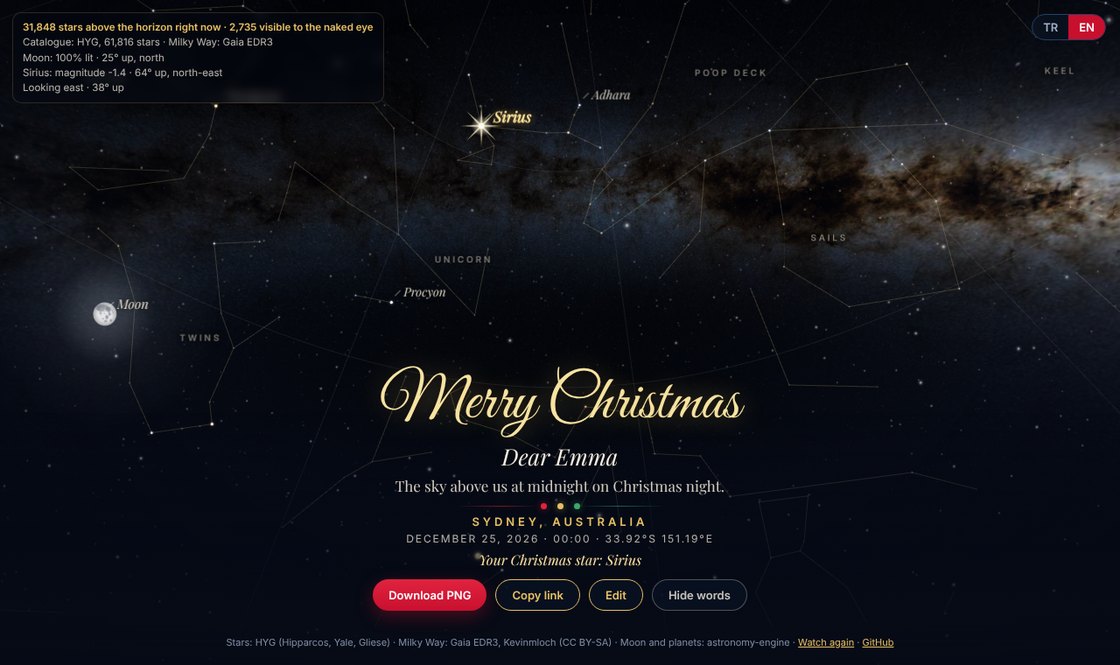 31,848 stars above the horizon right now · 2,735 visible to the naked eye
Catalogue: HYG, 61,816 stars · Milky Way: Gaia EDR3
Moon: 100% lit · 25° up, north
Sirius: magnitude -1.4 · 64° up, north-east
Looking east · 38° up
TR EN
POOP DECK
KEEL
Adhara
Sirius
SAILS
UNICORN
Procyon
Moon
TWINS
Merry Christmas
Dear Emma
The sky above us at midnight on Christmas night.
SYDNEY, AUSTRALIA
DECEMBER 25, 2026 · 00:00 · 33.92°S 151.19°E
Your Christmas star: Sirius
Download PNG Copy link Edit Hide words
Stars: HYG (Hipparcos, Yale, Gliese) · Milky Way: Gaia EDR3, Kevinmloch (CC BY-SA) · Moon and planets: astronomy-engine · Watch again · GitHub